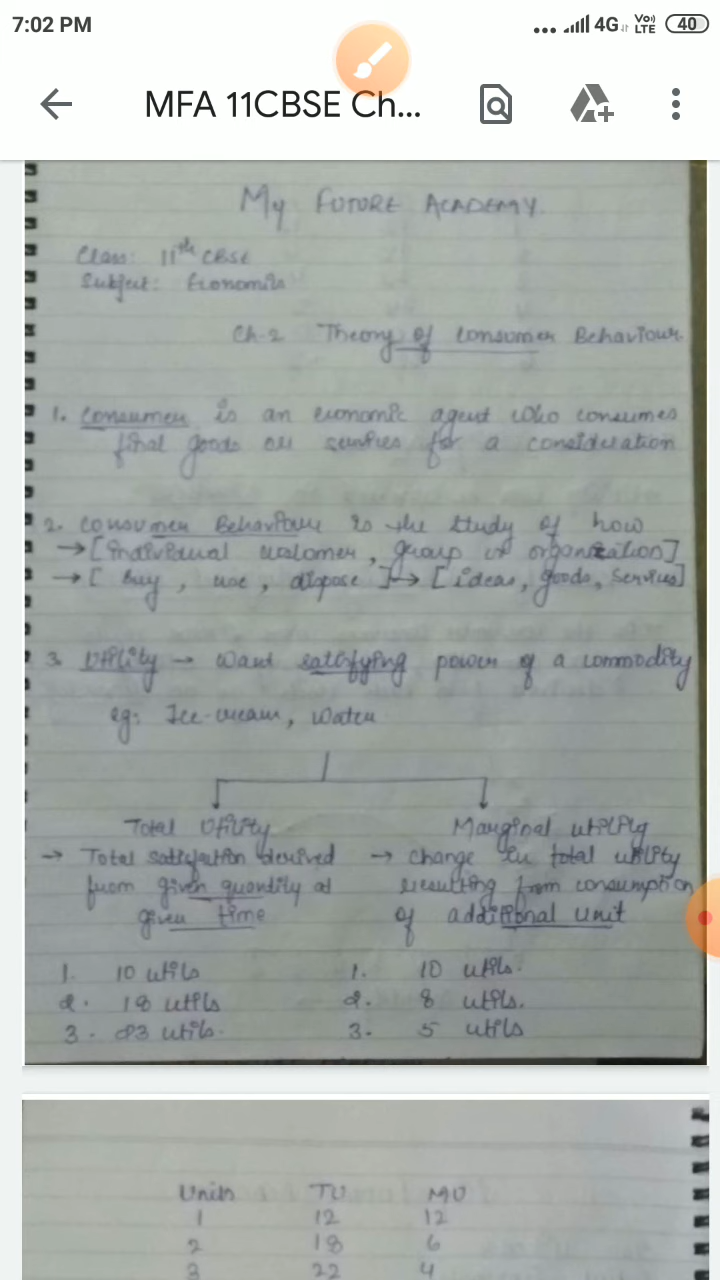 7:02 PM
4G
Vo))
LTE
40
MFA 11CBSE Ch...
My FUTURE ACADEMY.
Class: 11th CBSE
Subject: Economics
Ch-2 Theory of Consumer Behaviour.
1. Consumer is an economic agent who consumes
final goods or services for a consideration
2. Consumer Behaviour is the study of how
→ [individual customer, group or organization]
→ [ Buy, use, dispose ] → [ideas, goods, Services]
3. Utility → Want satisfying power of a commodity
eg: Ice-cream, Water
Total Utility
→ Total satisfaction derived
from given quantity at
given time
1. 10 utils
2. 18 utils
3. 23 utils.
Marginal utility
→ change in total utility
resulting from consumption
of additional unit
1. 10 utils.
2. 8 utils.
3. 5 utils
Units TU MU
1 12 12
2 18 6
3 22 4